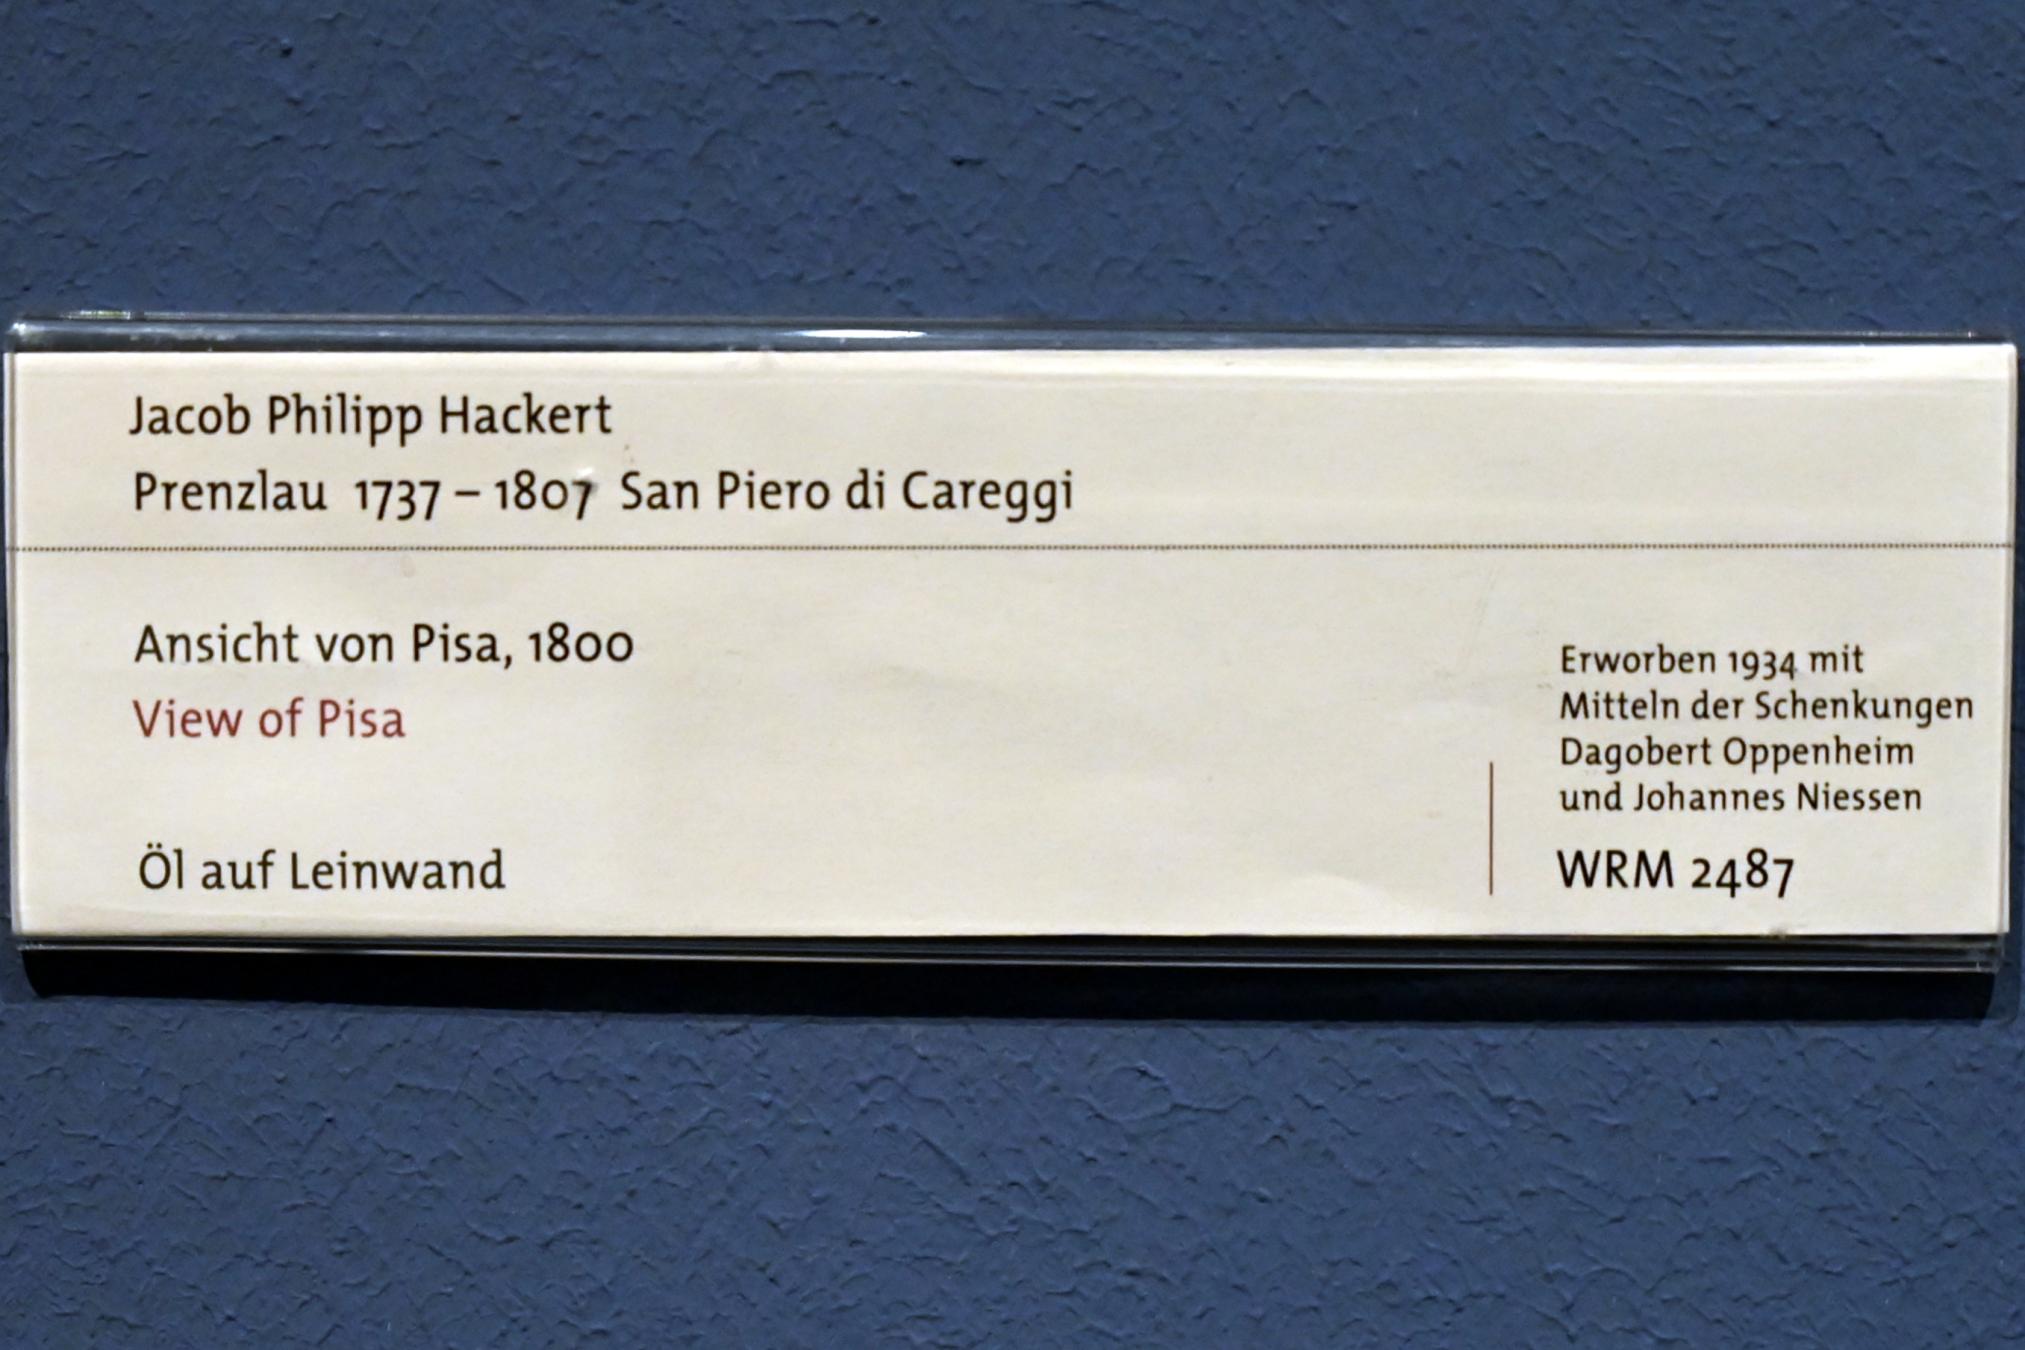 Jacob Philipp Hackert
Prenzlau 1737 – 1807 San Piero di Careggi
Ansicht von Pisa, 1800
View of Pisa
Öl auf Leinwand
Erworben 1934 mit
Mitteln der Schenkungen
Dagobert Oppenheim
und Johannes Niessen
WRM 2487